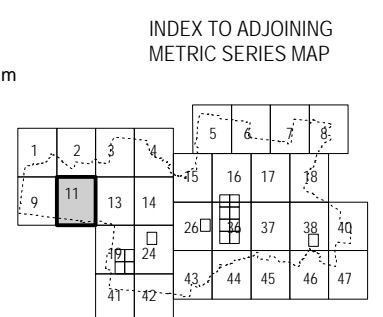 INDEX TO ADJOINING
METRIC SERIES MAP
m
5 6 7 8
1 2 3 4
15 16 17 18
9 11 13 14
26 36 37 38 40
19 24
43 44 45 46 47
41 42